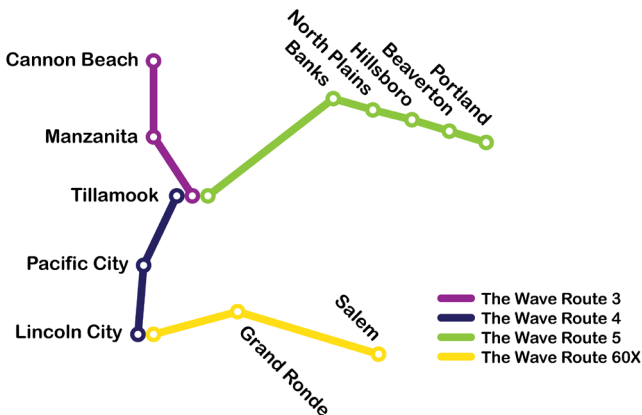 Cannon Beach
Manzanita
Tillamook
Pacific City
Lincoln City
Banks
North Plains
Hillsboro
Beaverton
Portland
Grand Ronde
Salem
The Wave Route 3
The Wave Route 4
The Wave Route 5
The Wave Route 60X